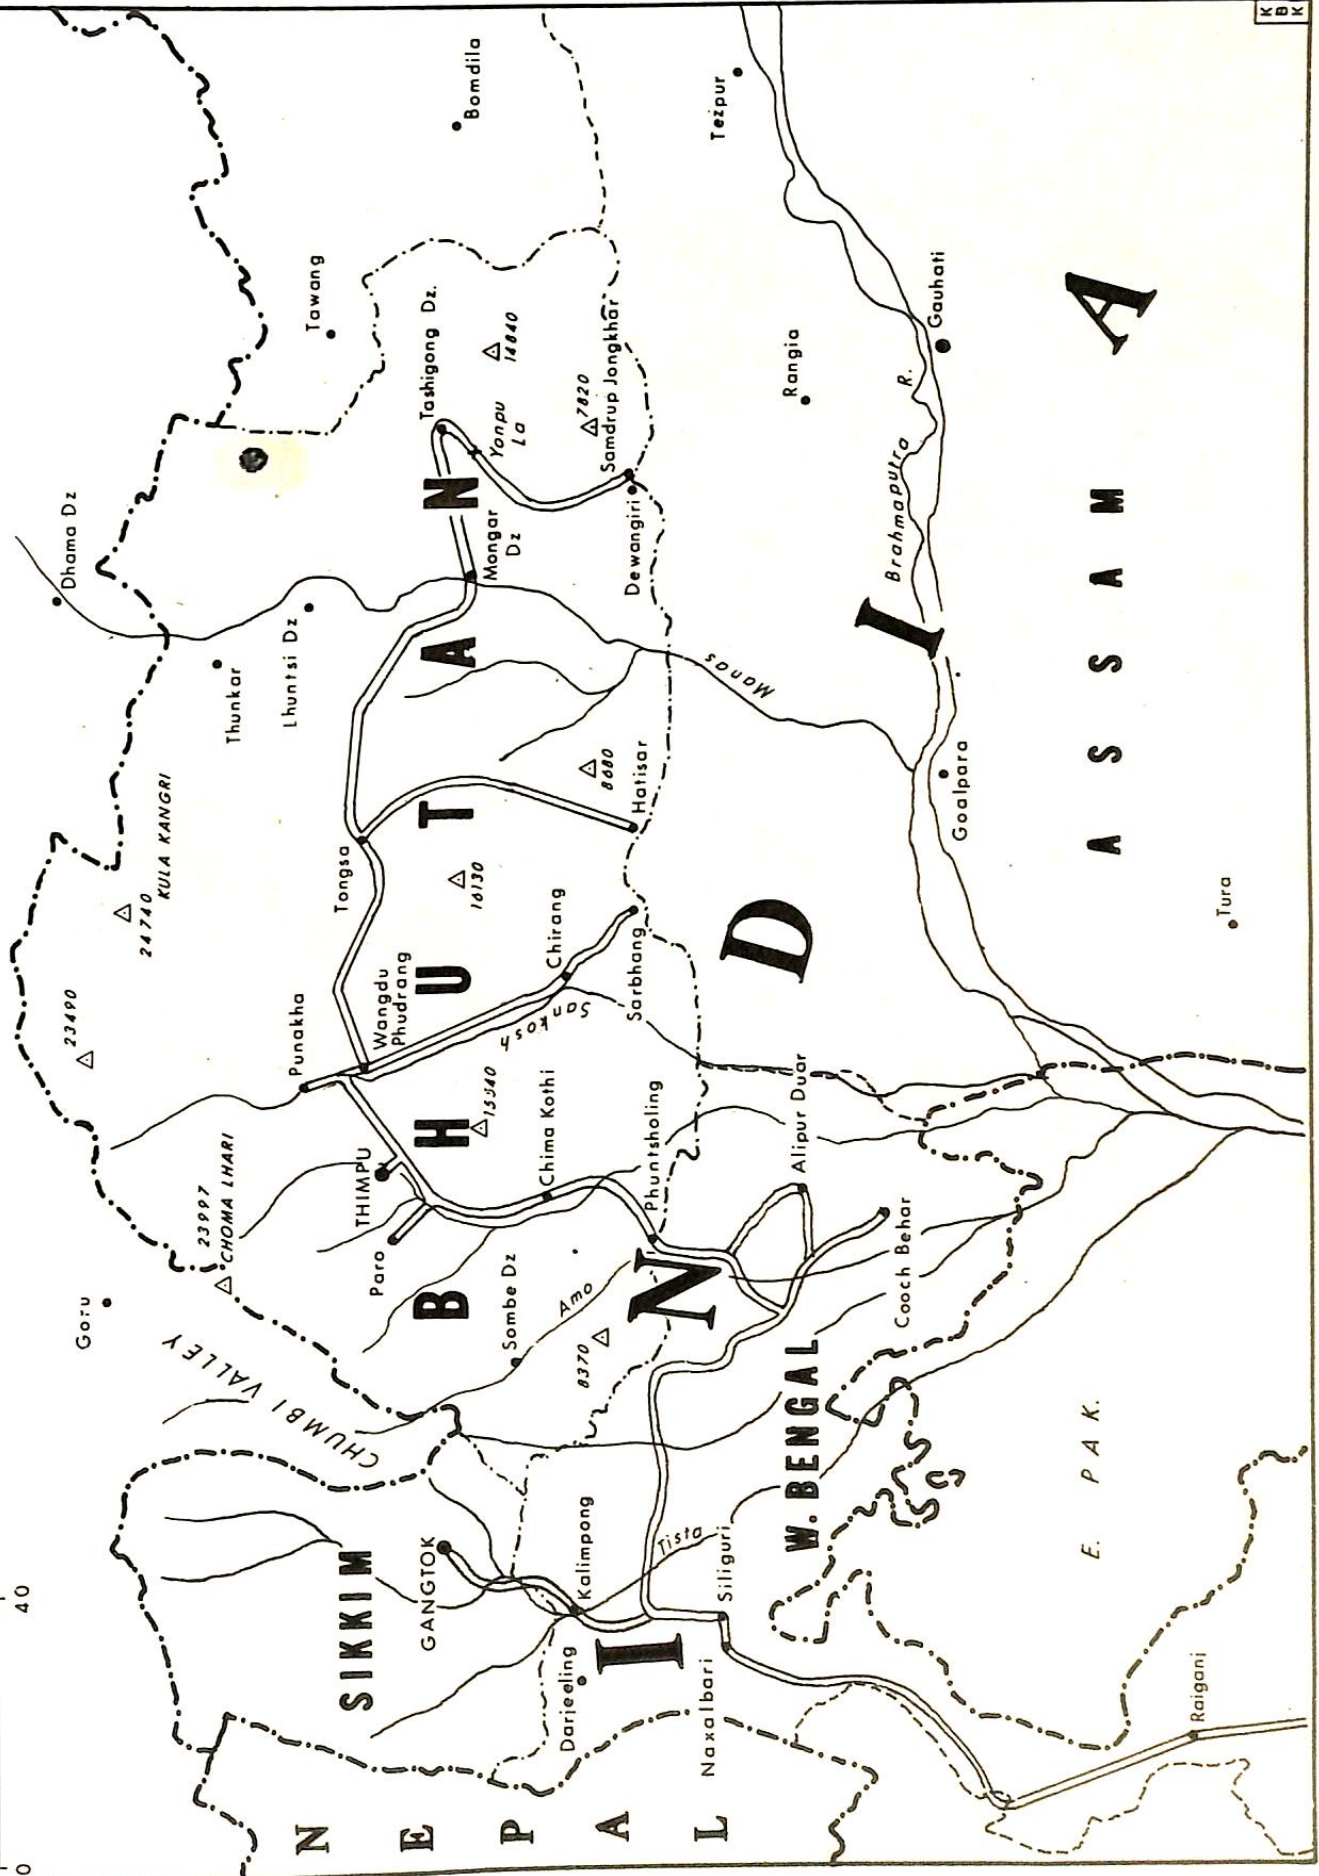 0
40
K
B
K
Goru
Dhama Dz
23490
24740
KULA KANGRI
Thunkar
Lhuntsi Dz
Tawang
Bomdila
23997
CHOMA LHARI
CHUMBI VALLEY
Punakha
Wangdu
Phudrang
Tongsa
THIMPU
Paro
Sombe Dz
Amo
8370
15540
Chima Kothi
Phuntsholing
Sankosh
Chirang
Sarbhang
16130
8680
Hatisar
Mongar
Dz
Tashigong Dz.
Yonpu
La
14840
7820
Samdrup Jongkhar
Dewangiri
Manas
BHUTAN
SIKKIM
GANGTOK
Kalimpong
Darjeeling
Tista
Siliguri
Naxalbari
NEPAL
W. BENGAL
Alipur Duar
Cooch Behar
Raiganj
E. PAK.
INDIA
Tezpur
Rangia
Gauhati
Brahmaputra R.
Goalpara
Tura
ASSAM